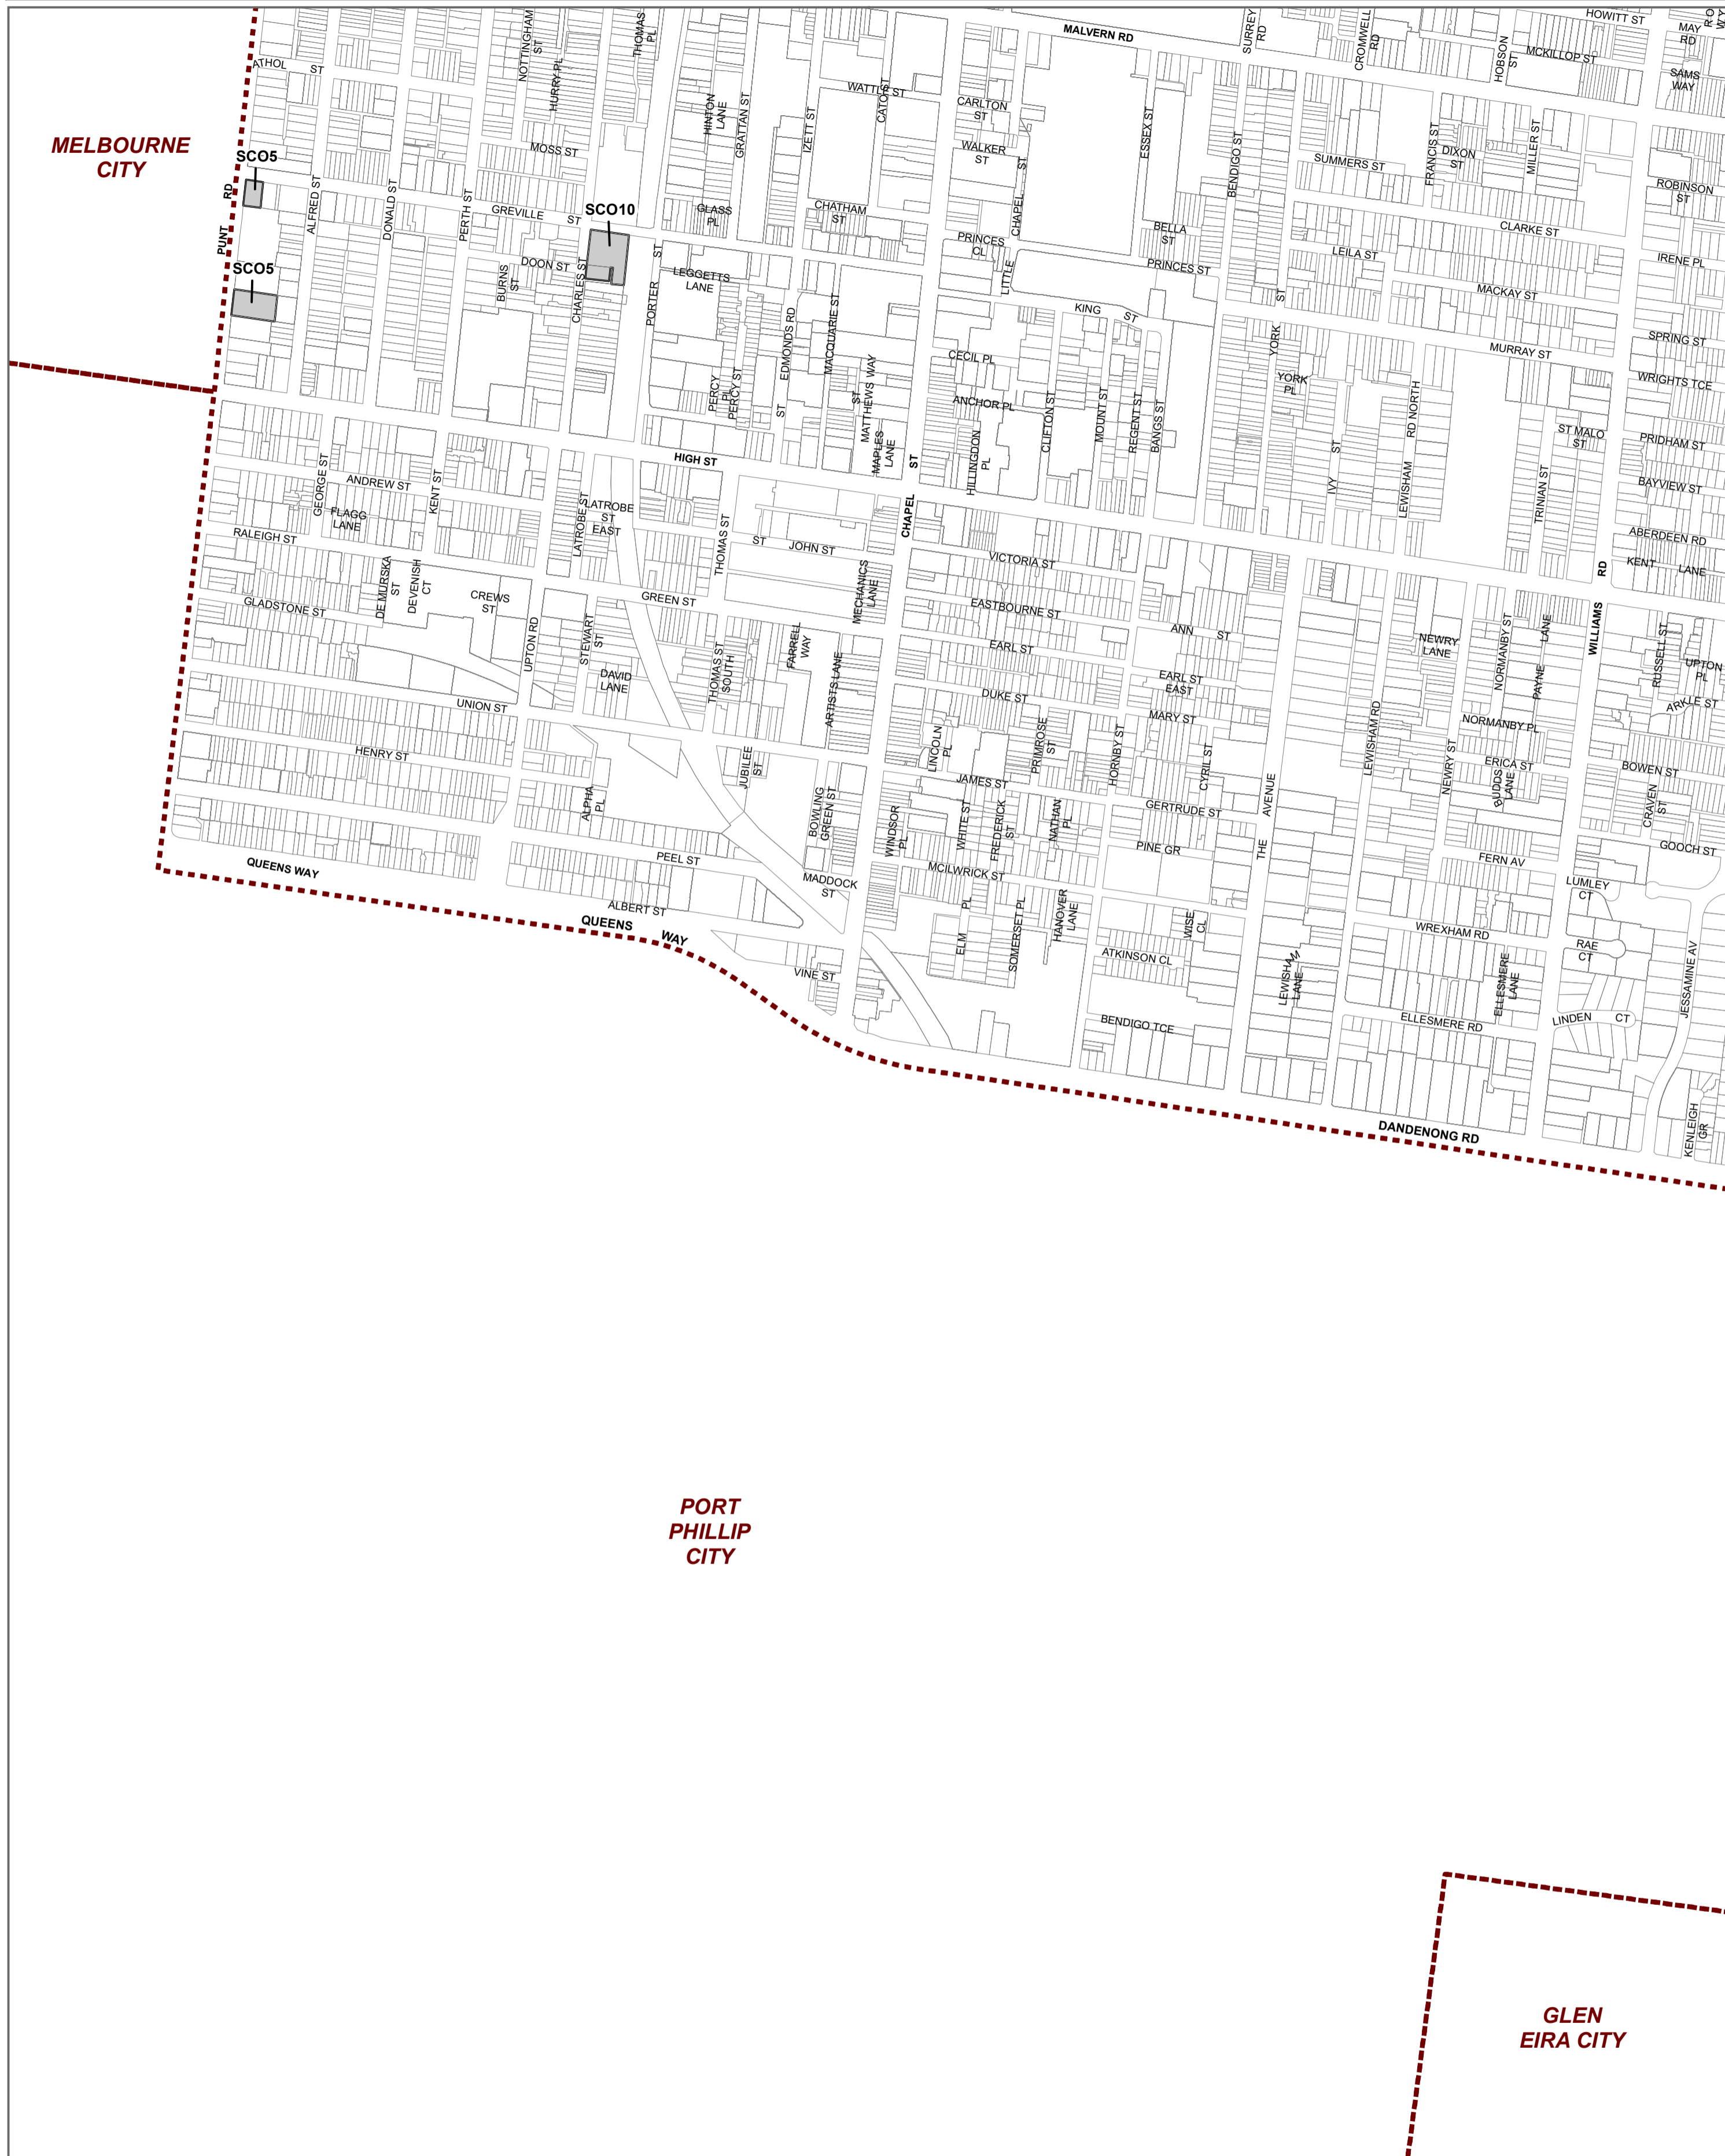 HOWITT ST
MAY
RD
MALVERN RD
SURREY
RD
CROMWELL
RD
HOBSON
ST
MCKILLOP ST
SAMS
WAY
NOTTINGHAM
ST
HURRY PL
THOMAS
PL
ATHOL ST
MELBOURNE
CITY
SCO5
PUNT RD
SCO5
ALFRED ST
DONALD ST
PERTH ST
MOSS ST
GREVILLE ST
SCO10
HINTON
LANE
GRATTAN ST
IZETT ST
WATTLE ST
CATO ST
CARLTON
ST
WALKER
ST
LITTLE CHAPEL ST
ESSEX ST
BENDIGO ST
SUMMERS ST
FRANCIS ST
DIXON
ST
MILLER ST
ROBINSON
ST
GLASS
PL
CHATHAM
ST
PRINCES
CL
BELLA
ST
PRINCES ST
CLARKE ST
LEILA ST
IRENE PL
BURNS
ST
DOON ST
CHARLES ST
PORTER ST
LEGGETTS
LANE
EDMONDS RD
MACQUARIE ST
ST
MATTHEWS WAY
KING ST
YORK ST
MACKAY ST
SPRING ST
MURRAY ST
WRIGHTS TCE
CECIL PL
YORK
PL
PERCY
PL
PERCY ST
ST
MAPLES
LANE
ANCHOR PL
HILLINGDON
PL
CLIFTON ST
MOUNT ST
REGENT ST
BANGS ST
IVY ST
LEWISHAM RD NORTH
TRINIAN ST
ST MALO
ST
PRIDHAM ST
BAYVIEW ST
HIGH ST
CHAPEL ST
GEORGE ST
ANDREW ST
KENT ST
FLAGG
LANE
RALEIGH ST
LATROBE ST
LATROBE
ST
EAST
THOMAS ST
ST
JOHN ST
MECHANICS
LANE
VICTORIA ST
ABERDEEN RD
KENT LANE
WILLIAMS RD
DE MURSKA
ST
DEVENISH
CT
CREWS
ST
GLADSTONE ST
GREEN ST
EASTBOURNE ST
ANN ST
EARL ST
EARL ST
EAST
UPTON RD
STEWART
ST
DAVID
LANE
THOMAS ST
SOUTH
FARRELL
WAY
ARTISTS LANE
NEWRY
LANE
NORMANBY ST
PAYNE LANE
RUSSELL ST
UPTON
PL
ARKLE ST
UNION ST
DUKE ST
MARY ST
NORMANBY PL
HENRY ST
JUBILEE
ST
LINCOLN
PL
PRIMROSE
ST
HORNBY ST
CYRIL ST
LEWISHAM RD
NEWRY ST
ERICA ST
BUDDS
LANE
BOWEN ST
CRAVEN
ST
ALPHA
PL
BOWLING
GREEN ST
WINDSOR
PL
JAMES ST
WHITE ST
FREDERICK
ST
NATHAN
PL
GERTRUDE ST
THE AVENUE
GOOCH ST
QUEENS WAY
PEEL ST
MADDOCK
ST
MCILWRICK ST
PINE GR
FERN AV
LUMLEY
CT
ALBERT ST
QUEENS WAY
ELM PL
SOMERSET PL
HANOVER
LANE
WISE
CL
WREXHAM RD
RAE
CT
JESSAMINE AV
VINE ST
ATKINSON CL
LEWISHAM
LANE
ELLESMERE
LANE
BENDIGO TCE
ELLESMERE RD
LINDEN CT
DANDENONG RD
KENLEIGH
GR
PORT
PHILLIP
CITY
GLEN
EIRA CITY